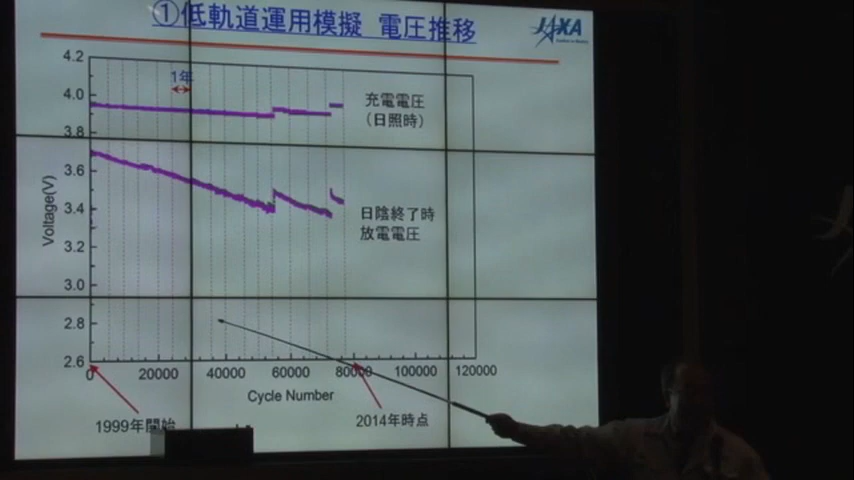 ①低軌道運用模擬 電圧推移
JAXA
4.2
4.0
3.8
3.6
3.4
3.2
3.0
2.8
2.6
Voltage(V)
1年
充電電圧
（日照時）
日陰終了時
放電電圧
0
20000
40000
60000
80000
100000
120000
Cycle Number
1999年開始
2014年時点